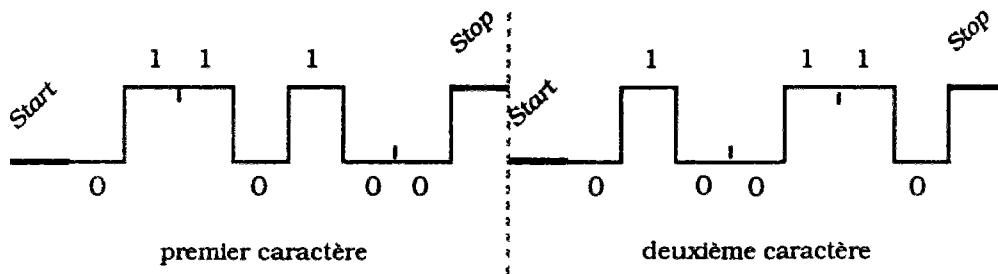 Stop Stop
1 1 1 1 1 1
Start Start
0 0 0 0 0 0 0 0
premier caractère deuxième caractère